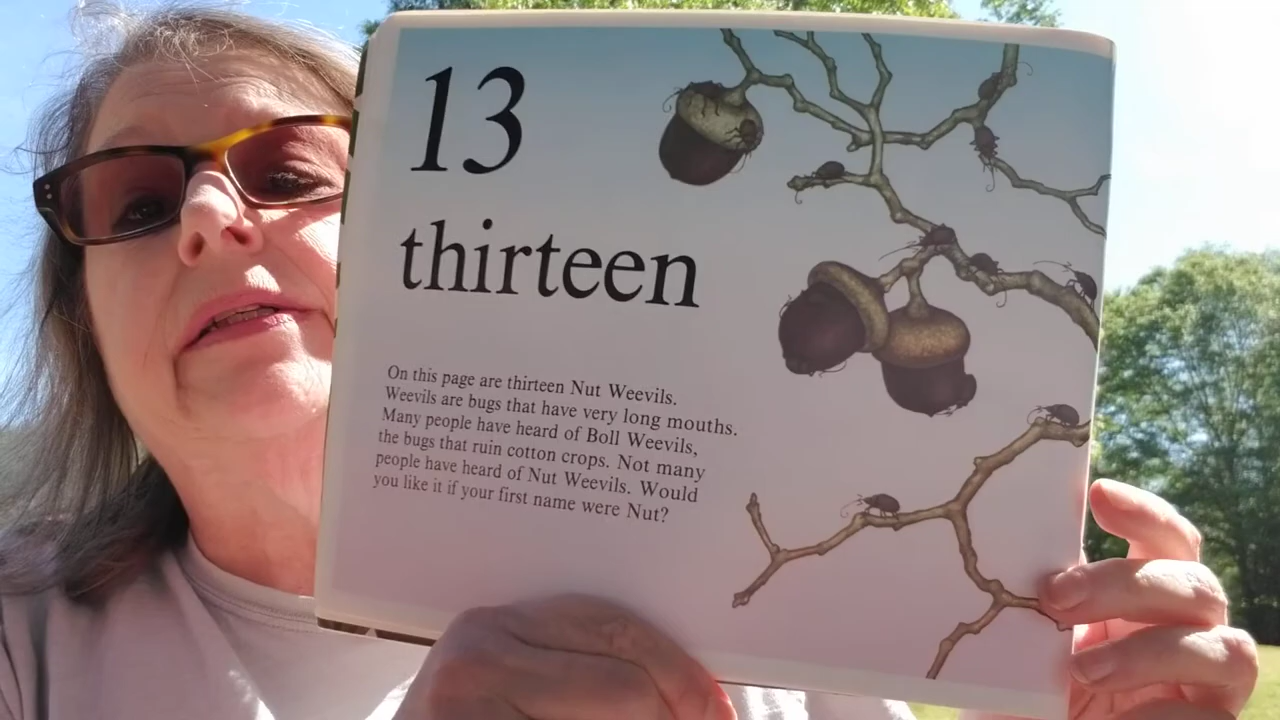 13
thirteen
On this page are thirteen Nut Weevils.
Weevils are bugs that have very long mouths.
Many people have heard of Boll Weevils,
the bugs that ruin cotton crops. Not many
people have heard of Nut Weevils. Would
you like it if your first name were Nut?